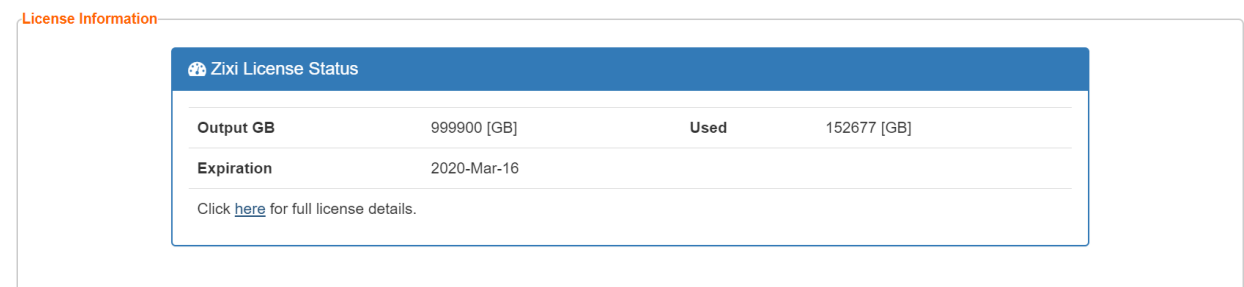 License Information
Zixi License Status
Output GB 999900 [GB] Used 152677 [GB]
Expiration 2020-Mar-16
Click here for full license details.